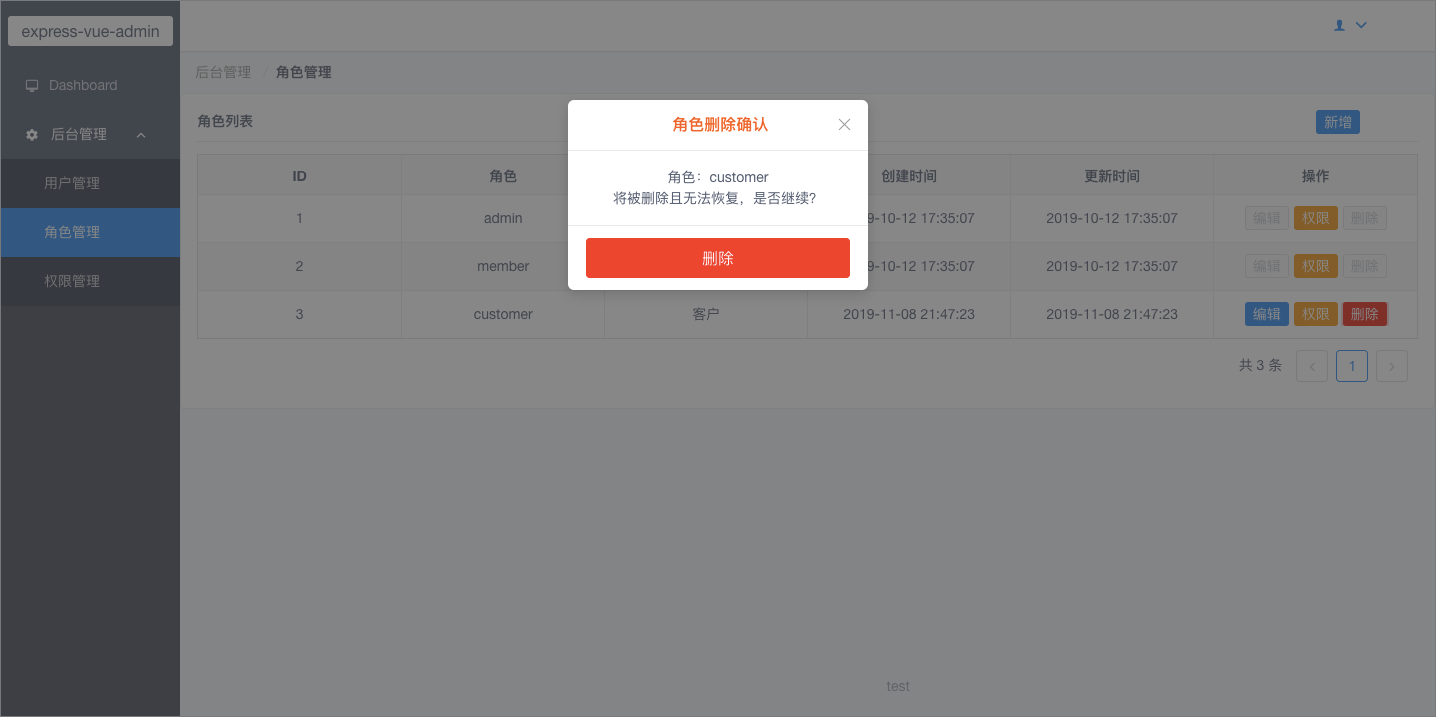 express-vue-admin
Dashboard
后台管理
用户管理
角色管理
权限管理
后台管理 / 角色管理
角色列表
新增
ID 角色 创建时间 更新时间 操作
1 admin 9-10-12 17:35:07 2019-10-12 17:35:07 编辑 权限 删除
2 member 9-10-12 17:35:07 2019-10-12 17:35:07 编辑 权限 删除
3 customer 客户 2019-11-08 21:47:23 2019-11-08 21:47:23 编辑 权限 删除
共 3 条 1
角色删除确认
角色：customer
将被删除且无法恢复，是否继续?
删除
test